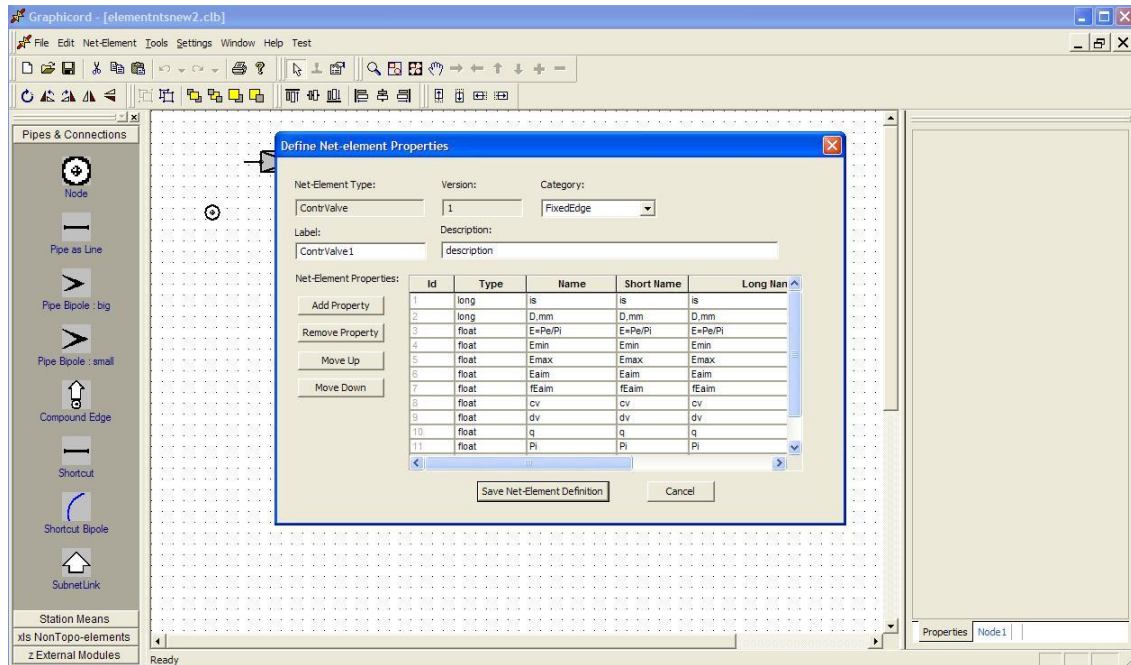 Graphicord - [elementntsnew2.clb]
File Edit Net-Element Tools Settings Window Help Test
Pipes & Connections
Node
Pipe as Line
Pipe Bipole : big
Pipe Bipole : small
Compound Edge
Shortcut
Shortcut Bipole
SubnetLink
Station Means
xls NonTopo-elements
z External Modules
Define Net-element Properties
Net-Element Type: Version: Category:
ContrValve 1 FixedEdge
Label: Description:
ContrValve1 description
Net-Element Properties:
Add Property
Remove Property
Move Up
Move Down
Id Type Name Short Name Long Nan
1 long is is is
2 long D,mm D,mm D,mm
3 float E=Pe/Pi E=Pe/Pi E=Pe/Pi
4 float Emin Emin Emin
5 float Emax Emax Emax
6 float Eaim Eaim Eaim
7 float fEaim fEaim fEaim
8 float cv cv cv
9 float dv dv dv
10 float q q q
11 float Pi Pi Pi
Save Net-Element Definition Cancel
Properties Node1
Ready